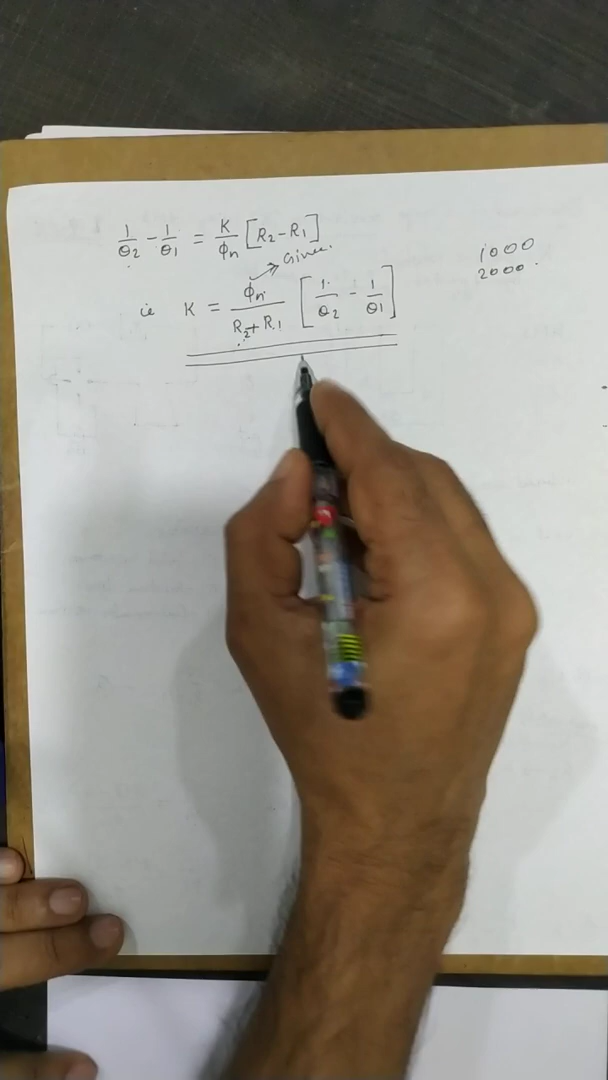 1/θ2 - 1/θ1 = K/ϕn [R2 - R1]
Given.
ie K = ϕn/(R2 + R1) [1/θ2 - 1/θ1]
1000
2000.